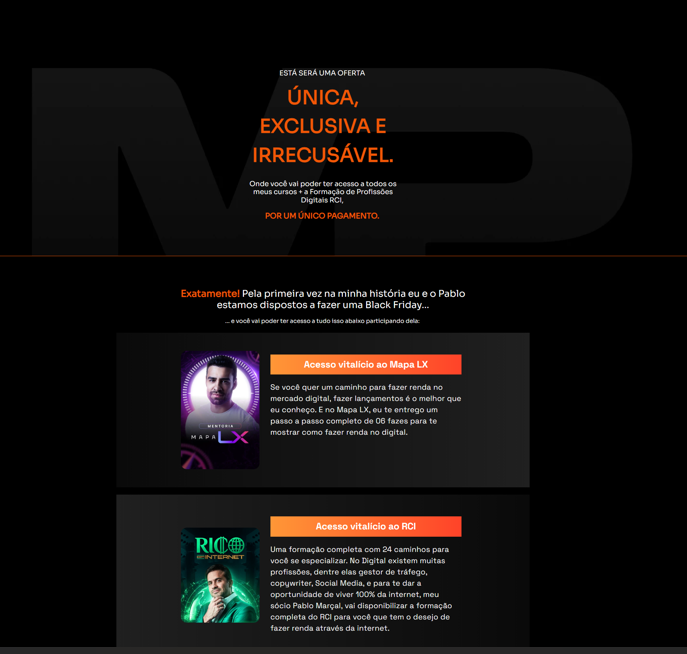 MP
ESTÁ SERÁ UMA OFERTA
ÚNICA,
EXCLUSIVA E
IRRECUSÁVEL.
Onde você vai poder ter acesso a todos os
meus cursos + a Formação de Profissões
Digitais RCI,
POR UM ÚNICO PAGAMENTO.
Exatamente! Pela primeira vez na minha história eu e o Pablo
estamos dispostos a fazer uma Black Friday...
... e você vai poder ter acesso a tudo isso abaixo participando dela:
MENTORIA
MAPA LX
Acesso vitalício ao Mapa LX
Se você quer um caminho para fazer renda no
mercado digital, fazer lançamentos é o melhor que
eu conheço. E no Mapa LX, eu te entrego um
passo a passo completo de 06 fazes para te
mostrar como fazer renda no digital.
RICO
INTERNET
Acesso vitalício ao RCI
Uma formação completa com 24 caminhos para
você se especializar. No Digital existem muitas
profissões, dentre elas gestor de tráfego,
copywriter, Social Media, e para te dar a
oportunidade de viver 100% da internet, meu
sócio Pablo Marçal, vai disponibilizar a formação
completa do RCI para você que tem o desejo de
fazer renda através da internet.